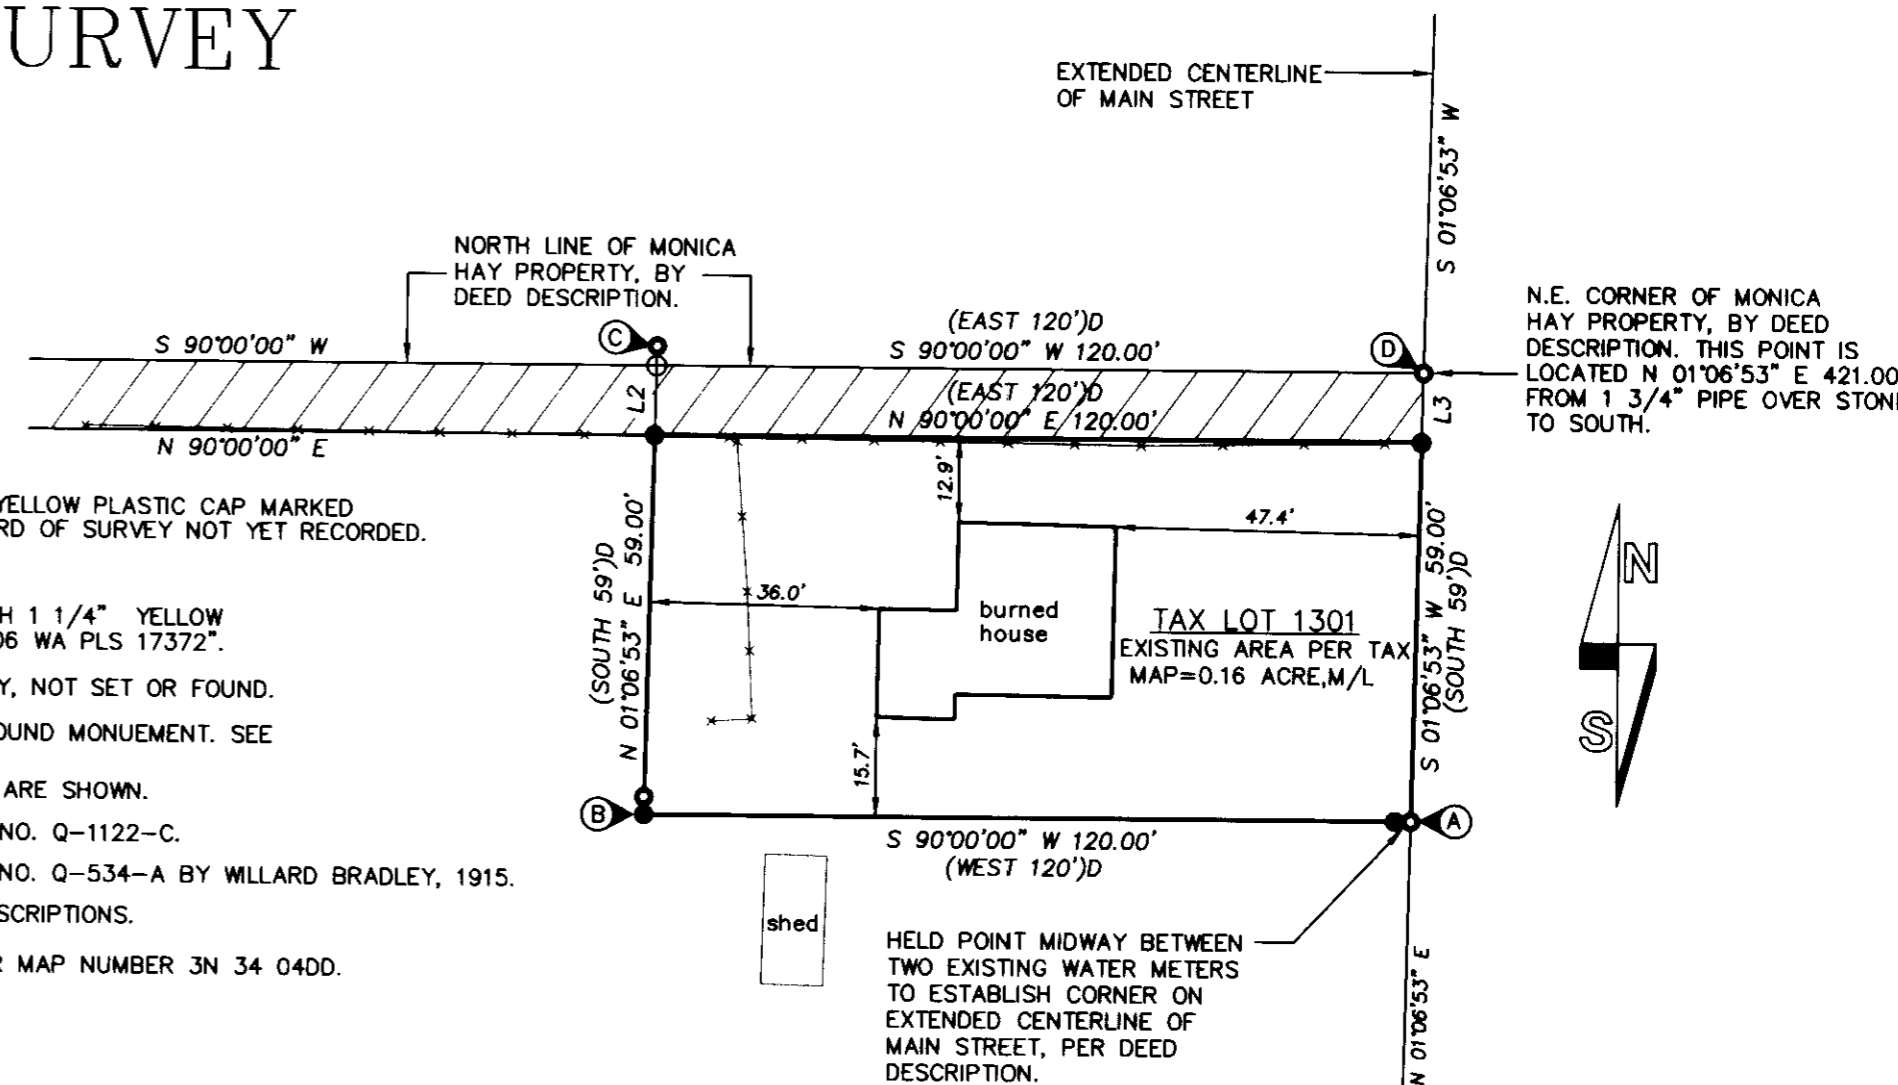 URVEY
EXTENDED CENTERLINE
OF MAIN STREET
S 01°06'53" W
NORTH LINE OF MONICA
HAY PROPERTY, BY
DEED DESCRIPTION.
N.E. CORNER OF MONICA
HAY PROPERTY, BY DEED
DESCRIPTION. THIS POINT IS
LOCATED N 01°06'53" E 421.00
FROM 1 3/4" PIPE OVER STON
TO SOUTH.
S 90°00'00" W
C
(EAST 120')D
S 90°00'00" W 120.00'
D
L2
(EAST 120')D
N 90°00'00" E 120.00'
L3
N 90°00'00" E
YELLOW PLASTIC CAP MARKED
RD OF SURVEY NOT YET RECORDED.
12.9'
47.4'
(SOUTH 59')D
N 01°06'53" E 59.00'
36.0'
burned
house
TAX LOT 1301
EXISTING AREA PER TAX
MAP=0.16 ACRE,M/L
S 01°06'53" W 59.00'
(SOUTH 59')D
N
S
H 1 1/4" YELLOW
06 WA PLS 17372".
Y, NOT SET OR FOUND.
OUND MONUEMENT. SEE
ARE SHOWN.
NO. Q-1122-C.
NO. Q-534-A BY WILLARD BRADLEY, 1915.
SCRIPTIONS.
R MAP NUMBER 3N 34 04DD.
15.7'
B
A
S 90°00'00" W 120.00'
(WEST 120')D
shed
HELD POINT MIDWAY BETWEEN
TWO EXISTING WATER METERS
TO ESTABLISH CORNER ON
EXTENDED CENTERLINE OF
MAIN STREET, PER DEED
DESCRIPTION.
N 01°06'53" E